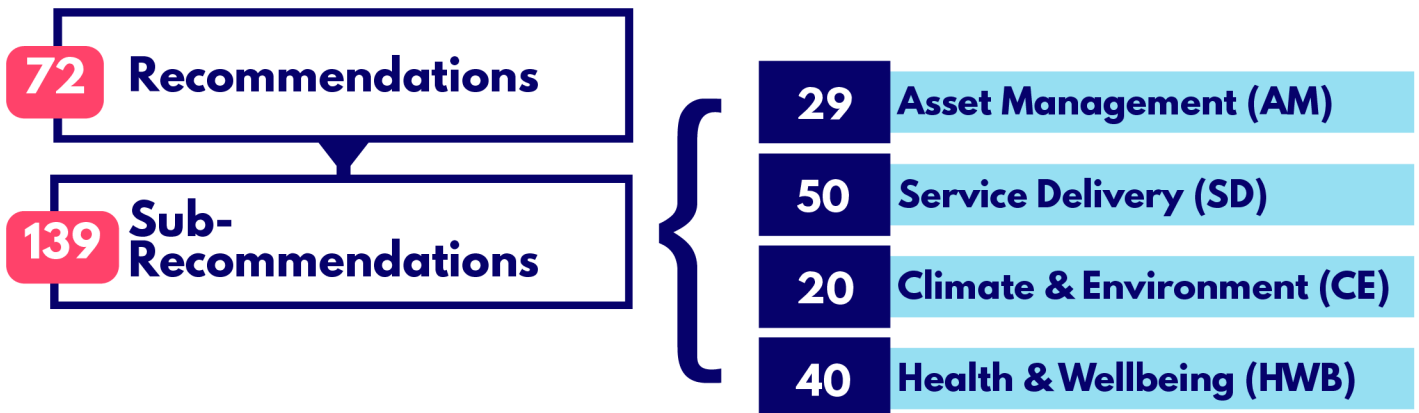 72 Recommendations
139 Sub-
Recommendations
29 Asset Management (AM)
50 Service Delivery (SD)
20 Climate & Environment (CE)
40 Health & Wellbeing (HWB)